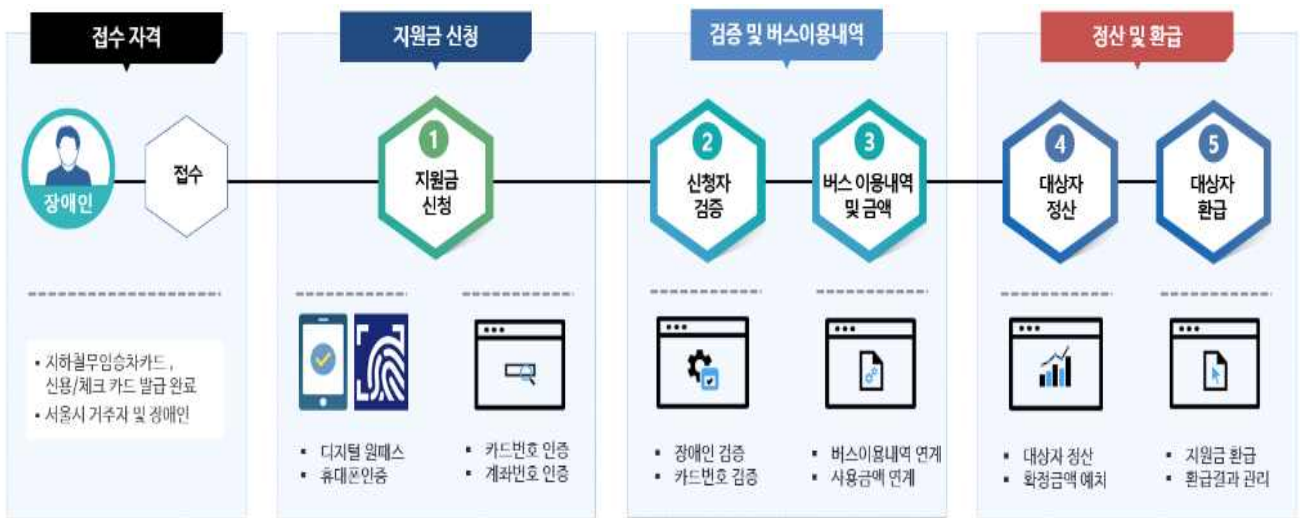 접수 자격
지원금 신청
검증 및 버스이용내역
정산 및 환급
장애인
접수
1
지원금
신청
2
신청자
검증
3
버스 이용내역
및 금액
4
대상자
정산
5
대상자
환급
▪ 지하철무임승차카드 ,
신용/체크 카드 발급 완료
▪ 서울시 거주자 및 장애인
▪ 디지털 원패스
▪ 휴대폰인증
▪ 카드번호 인증
▪ 계좌번호 인증
▪ 장애인 검증
▪ 카드번호 검증
▪ 버스이용내역 연계
▪ 사용금액 연계
▪ 대상자 정산
▪ 확정금액 예치
▪ 지원금 환급
▪ 환급결과 관리